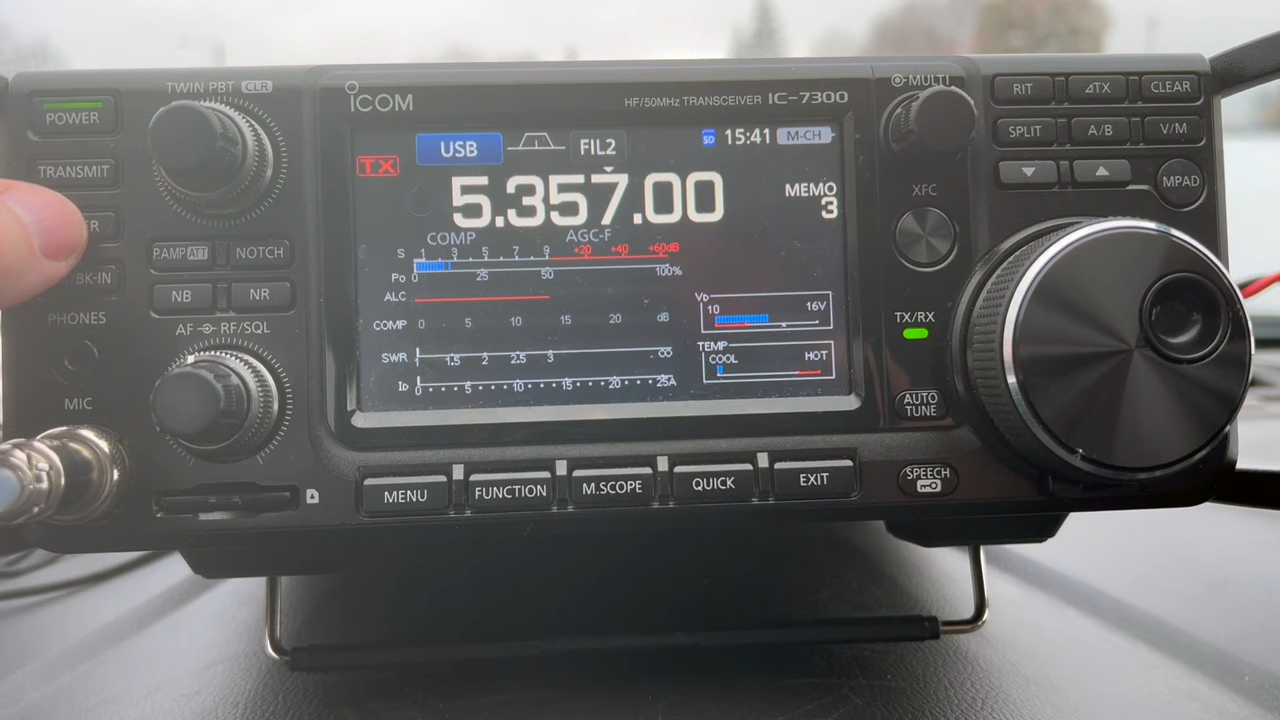 TWIN PBT CLR
POWER
TRANSMIT
BK-IN
PHONES
MIC
P.AMP ATT
NOTCH
NB
NR
AF RF/SQL
ICOM
HF/50MHz TRANSCEIVER IC-7300
TX
USB
FIL2
SD
15:41
M-CH
5.357.00
MEMO
3
COMP
AGC-F
S 1 3 5 7 9 +20 +40 +60dB
Po 0 25 50 100%
ALC
COMP 0 5 10 15 20 dB
SWR 1 1.5 2 2.5 3 ∞
ID 0 5 10 15 20 25A
VD
10 16V
TEMP
COOL HOT
MENU
FUNCTION
M.SCOPE
QUICK
EXIT
MULTI
RIT
ΔTX
CLEAR
SPLIT
A/B
V/M
▼
▲
MPAD
XFC
TX/RX
AUTO
TUNE
SPEECH